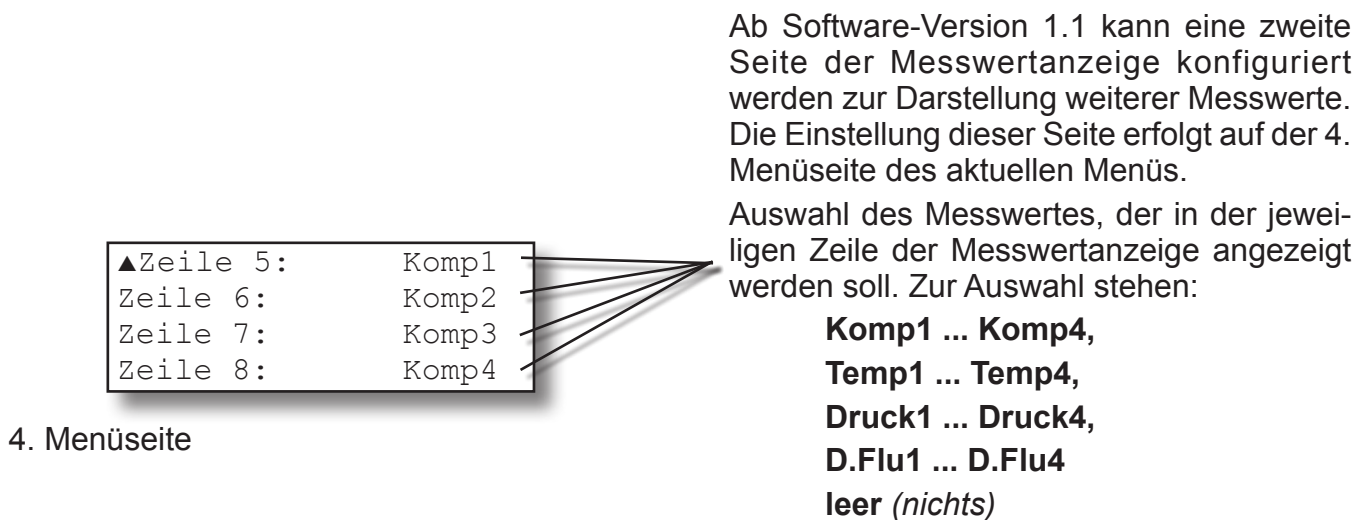 Ab Software-Version 1.1 kann eine zweite
Seite der Messwertanzeige konfiguriert
werden zur Darstellung weiterer Messwerte.
Die Einstellung dieser Seite erfolgt auf der 4.
Menüseite des aktuellen Menüs.
Auswahl des Messwertes, der in der jewei-
ligen Zeile der Messwertanzeige angezeigt
werden soll. Zur Auswahl stehen:
Komp1 ... Komp4,
Temp1 ... Temp4,
Druck1 ... Druck4,
D.Flu1 ... D.Flu4
leer (nichts)
▲Zeile 5: Komp1
Zeile 6: Komp2
Zeile 7: Komp3
Zeile 8: Komp4
4. Menüseite